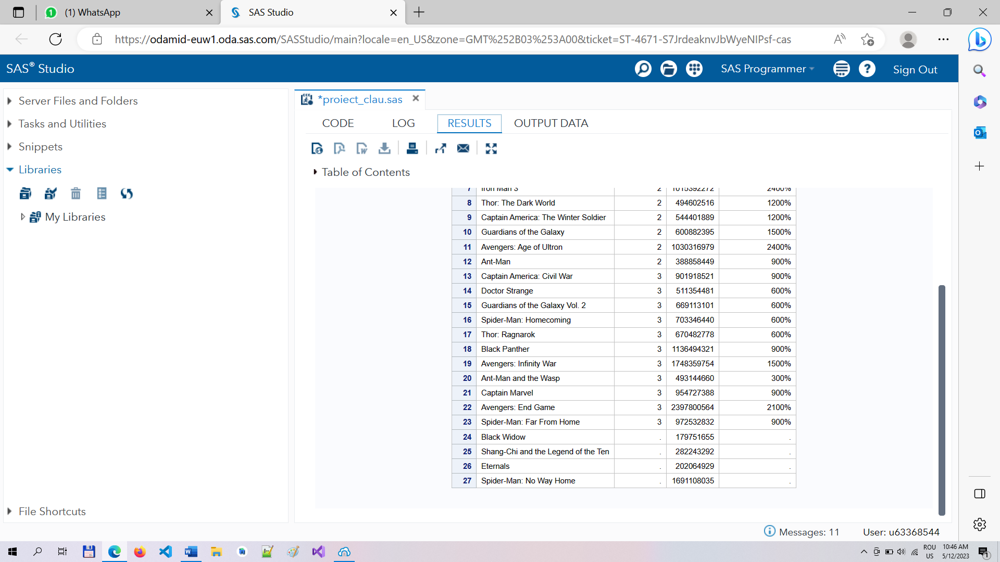 (1) WhatsApp
SAS Studio
https://odamid-euw1.oda.sas.com/SASStudio/main?locale=en_US&zone=GMT%252B03%253A00&ticket=ST-4671-S7JrdeaknvJbWyeNIPsf-cas
SAS® Studio
SAS Programmer
Sign Out
Server Files and Folders
Tasks and Utilities
Snippets
Libraries
My Libraries
File Shortcuts
*proiect_clau.sas
CODE LOG RESULTS OUTPUT DATA
Table of Contents
7 Iron Man 3 2 1015392272 2400%
8 Thor: The Dark World 2 494602516 1200%
9 Captain America: The Winter Soldier 2 544401889 1200%
10 Guardians of the Galaxy 2 600882395 1500%
11 Avengers: Age of Ultron 2 1030316979 2400%
12 Ant-Man 2 388858449 900%
13 Captain America: Civil War 3 901918521 900%
14 Doctor Strange 3 511354481 600%
15 Guardians of the Galaxy Vol. 2 3 669113101 600%
16 Spider-Man: Homecoming 3 703346440 600%
17 Thor: Ragnarok 3 670482778 600%
18 Black Panther 3 1136494321 900%
19 Avengers: Infinity War 3 1748359754 1500%
20 Ant-Man and the Wasp 3 493144660 300%
21 Captain Marvel 3 954727388 900%
22 Avengers: End Game 3 2397800564 2100%
23 Spider-Man: Far From Home 3 972532832 900%
24 Black Widow . 179751655 .
25 Shang-Chi and the Legend of the Ten . 282243292 .
26 Eternals . 202064929 .
27 Spider-Man: No Way Home . 1691108035 .
Messages: 11
User: u63368544
ROU
US
10:46 AM
5/12/2023
1